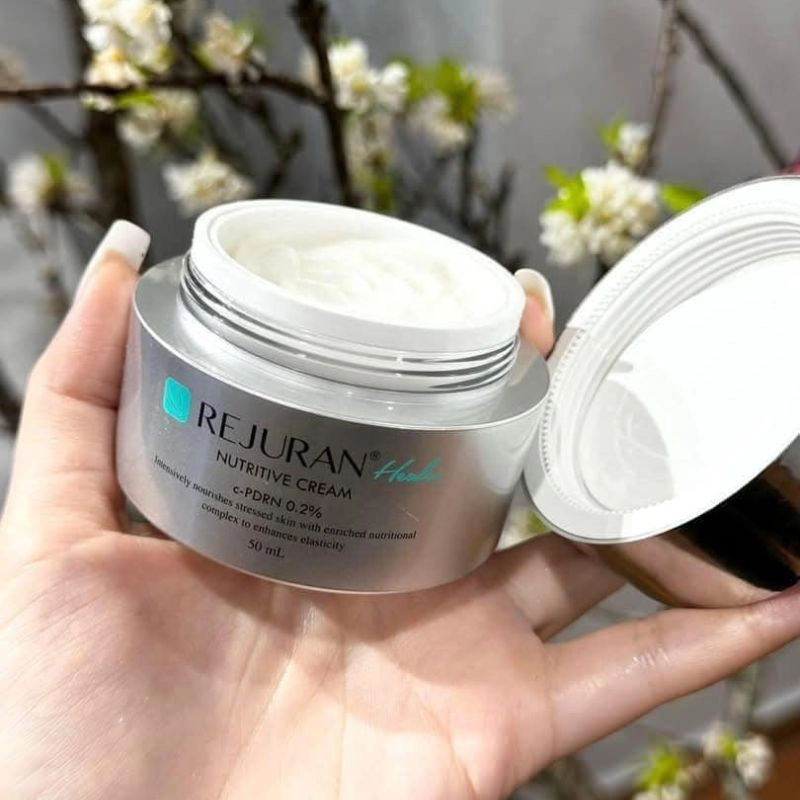 REJURAN® Healer
NUTRITIVE CREAM
c-PDRN 0.2%
Intensively nourishes stressed skin with enriched nutritional
complex to enhances elasticity
50 mL